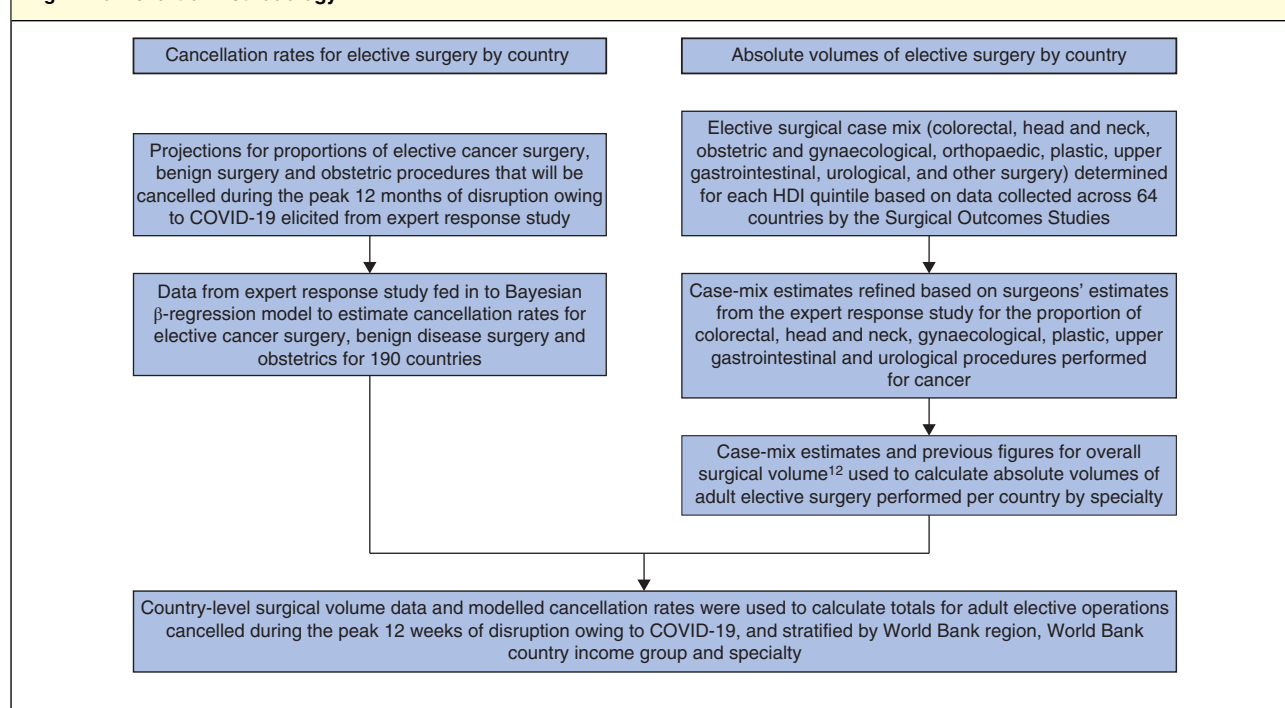 Cancellation rates for elective surgery by country
Absolute volumes of elective surgery by country
Projections for proportions of elective cancer surgery,
benign surgery and obstetric procedures that will be
cancelled during the peak 12 months of disruption owing
to COVID-19 elicited from expert response study
Elective surgical case mix (colorectal, head and neck,
obstetric and gynaecological, orthopaedic, plastic, upper
gastrointestinal, urological, and other surgery) determined
for each HDI quintile based on data collected across 64
countries by the Surgical Outcomes Studies
Data from expert response study fed in to Bayesian
β-regression model to estimate cancellation rates for
elective cancer surgery, benign disease surgery and
obstetrics for 190 countries
Case-mix estimates refined based on surgeons' estimates
from the expert response study for the proportion of
colorectal, head and neck, gynaecological, plastic, upper
gastrointestinal and urological procedures performed
for cancer
Case-mix estimates and previous figures for overall
surgical volume¹² used to calculate absolute volumes of
adult elective surgery performed per country by specialty
Country-level surgical volume data and modelled cancellation rates were used to calculate totals for adult elective operations
cancelled during the peak 12 weeks of disruption owing to COVID-19, and stratified by World Bank region, World Bank
country income group and specialty